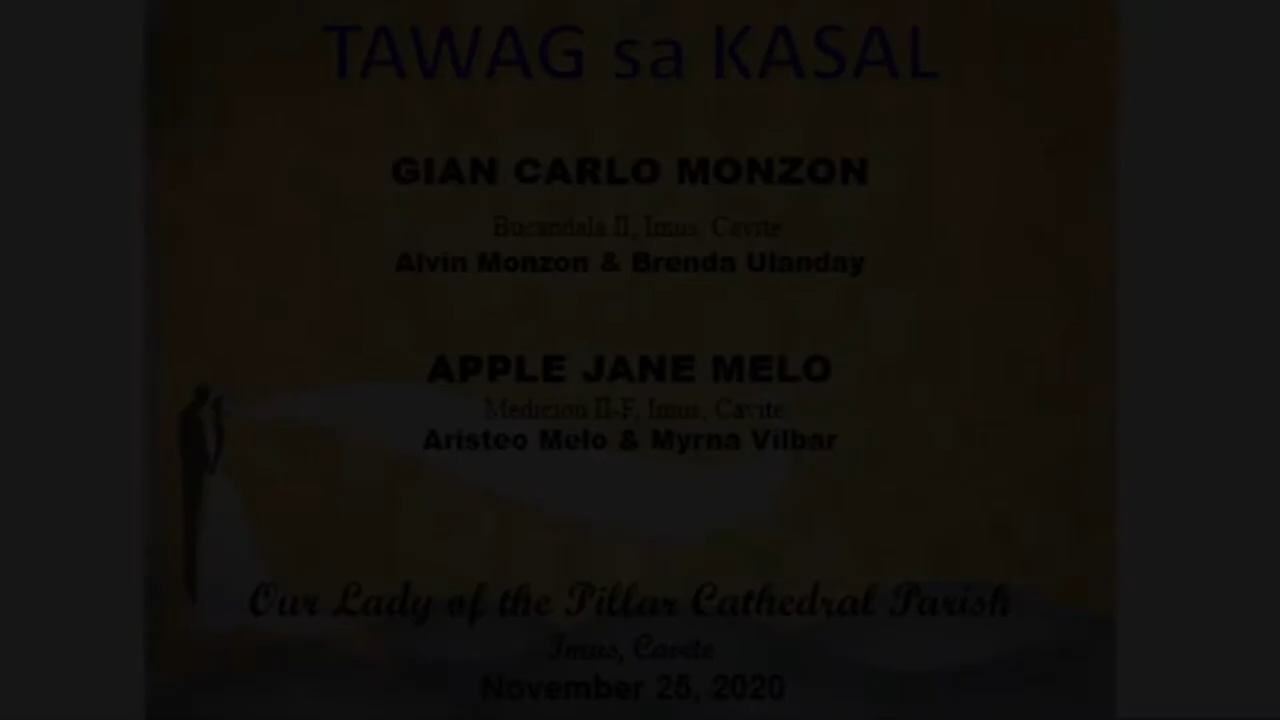 TAWAG sa KASAL
GIAN CARLO MONZON
Bucandala II, Imus, Cavite
Alvin Monzon & Brenda Ulanday
APPLE JANE MELO
Medicion II-F, Imus, Cavite
Aristeo Melo & Myrna Vilbar
Our Lady of the Pillar Cathedral Parish
Imus, Cavite
November 25, 2020